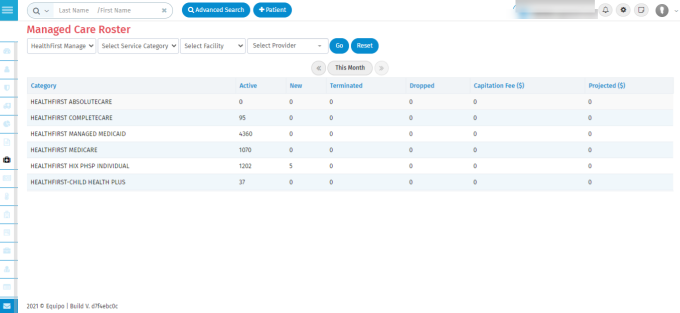 Last Name /First Name
Advanced Search
Patient
Managed Care Roster
HealthFirst Manage Select Service Category Select Facility Select Provider Go Reset
This Month
Category Active New Terminated Dropped Capitation Fee ($) Projected ($)
HEALTHFIRST ABSOLUTECARE 0 0 0 0 0 0
HEALTHFIRST COMPLETECARE 95 0 0 0 0 0
HEALTHFIRST MANAGED MEDICAID 4360 0 0 0 0 0
HEALTHFIRST MEDICARE 1070 0 0 0 0 0
HEALTHFIRST HIX PHSP INDIVIDUAL 1202 5 0 0 0 0
HEALTHFIRST-CHILD HEALTH PLUS 37 0 0 0 0 0
2021 © Equipo | Build V. d7f4ebc0c